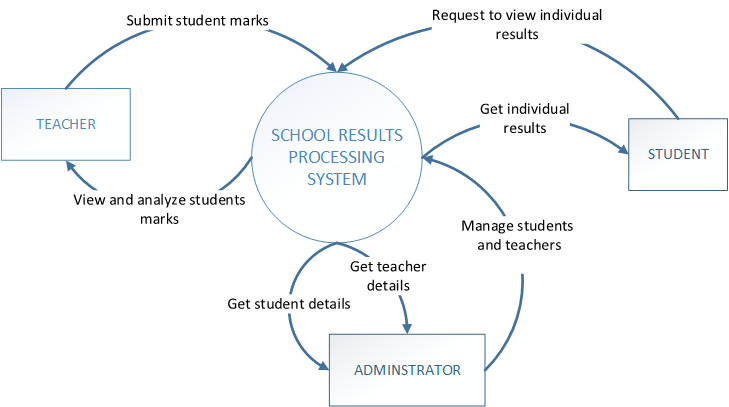 Submit student marks
Request to view individual
results
TEACHER
SCHOOL RESULTS
PROCESSING
SYSTEM
Get individual
results
STUDENT
View and analyze students
marks
Manage students
and teachers
Get teacher
details
Get student details
ADMINSTRATOR